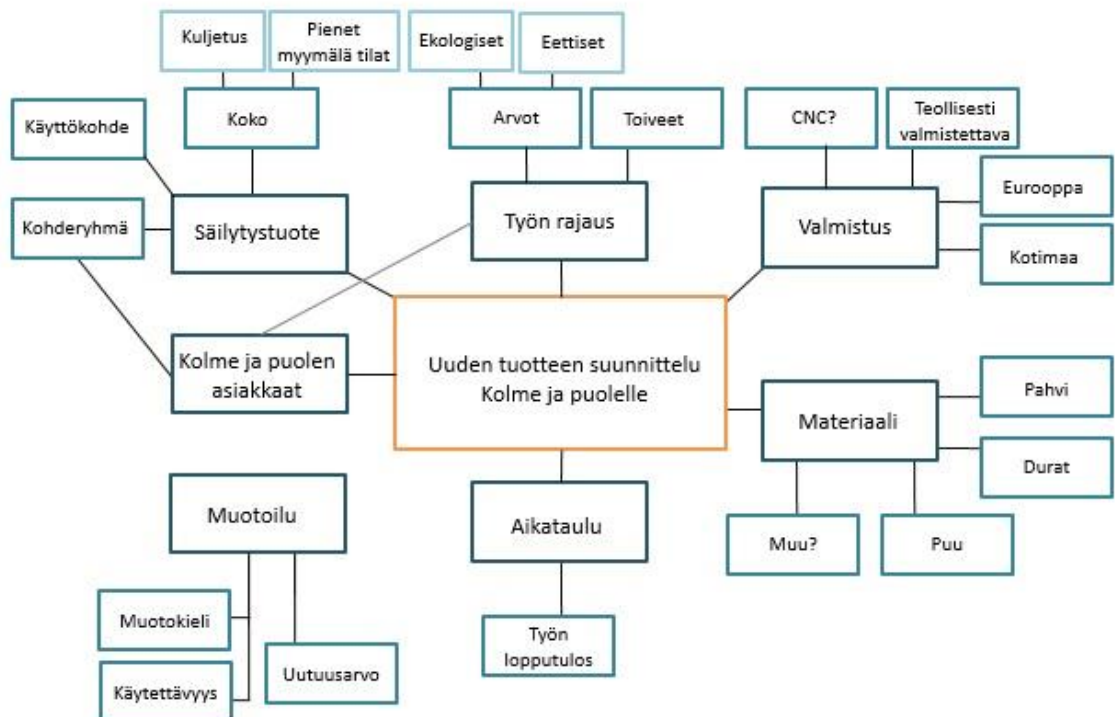 Kuljetus
Pienet
myymälä tilat
Ekologiset
Eettiset
Käyttökohde
Koko
Arvot
Toiveet
CNC?
Teollisesti
valmistettava
Kohderyhmä
Säilytystuote
Työn rajaus
Valmistus
Eurooppa
Kotimaa
Kolme ja puolen
asiakkaat
Uuden tuotteen suunnittelu
Kolme ja puolelle
Materiaali
Pahvi
Durat
Muotoilu
Aikataulu
Muu?
Puu
Muotokieli
Käytettävyys
Uutuusarvo
Työn
lopputulos